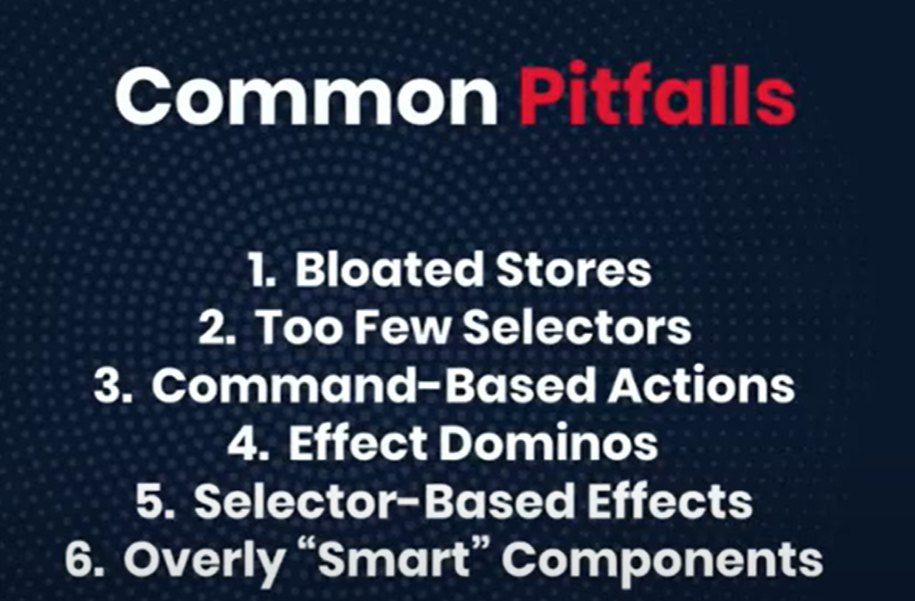 Common Pitfalls
1. Bloated Stores
2. Too Few Selectors
3. Command-Based Actions
4. Effect Dominos
5. Selector-Based Effects
6. Overly “Smart” Components